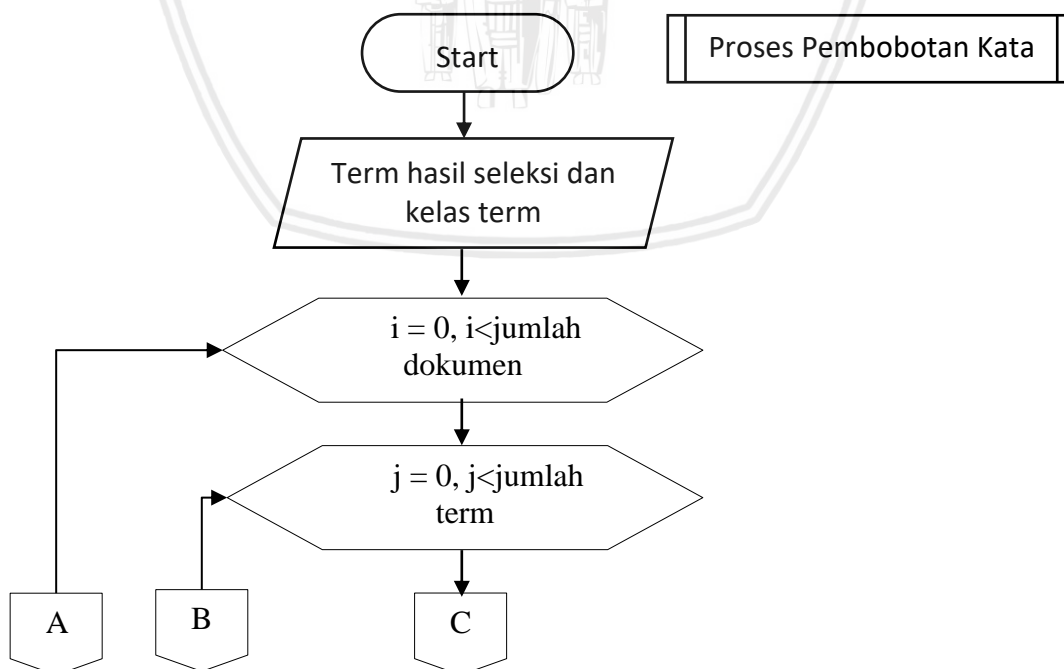 Start
Proses Pembobotan Kata
Term hasil seleksi dan
kelas term
i = 0, i<jumlah
dokumen
j = 0, j<jumlah
term
A
B
C